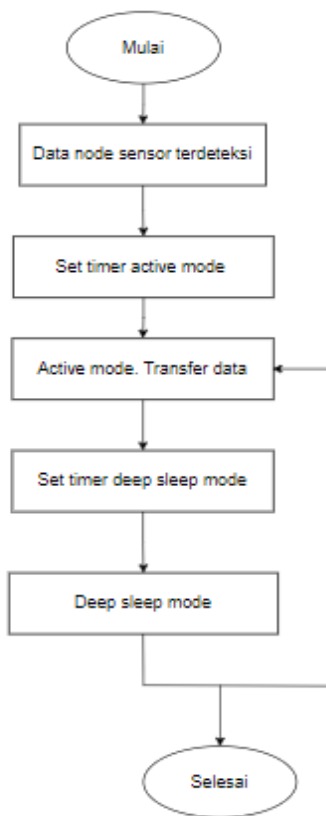 Mulai
Data node sensor terdeteksi
Set timer active mode
Active mode. Transfer data
Set timer deep sleep mode
Deep sleep mode
Selesai